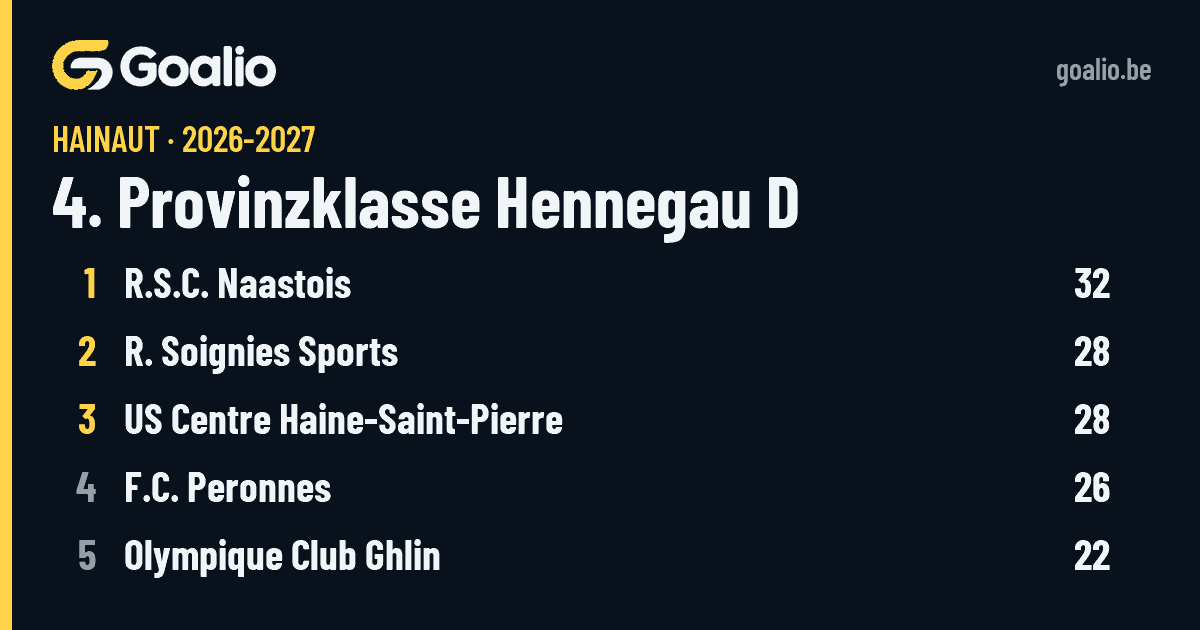 Goalio
goalio.be
HAINAUT · 2026-2027
4. Provinzklasse Hennegau D
1 R.S.C. Naastois 32
2 R. Soignies Sports 28
3 US Centre Haine-Saint-Pierre 28
4 F.C. Peronnes 26
5 Olympique Club Ghlin 22